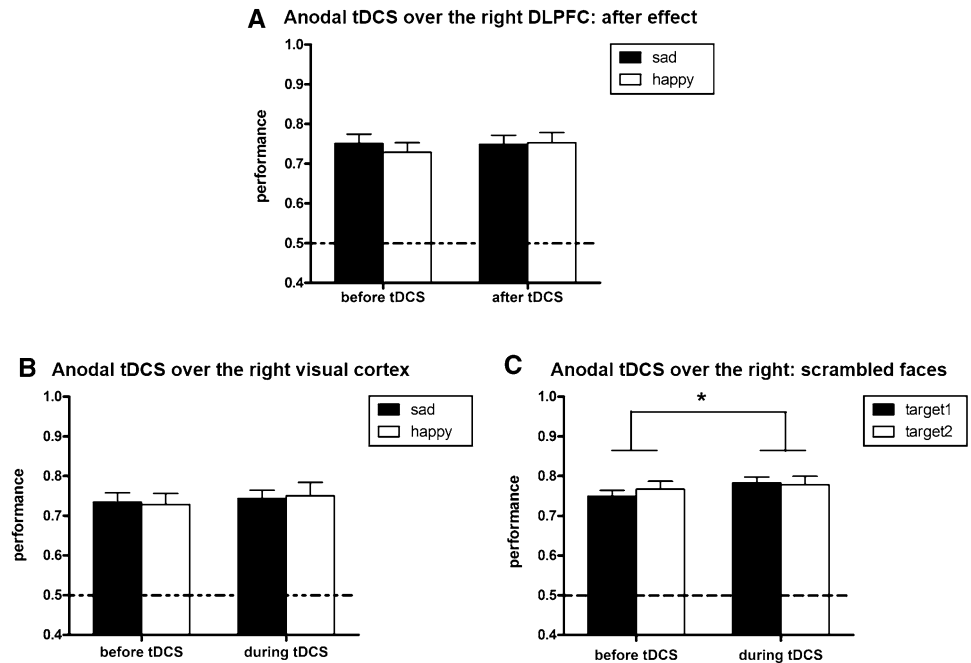 A Anodal tDCS over the right DLPFC: after effect
1.0
0.9
0.8
0.7
0.6
0.5
0.4
performance
before tDCS after tDCS
sad
happy
B Anodal tDCS over the right visual cortex
1.0
0.9
0.8
0.7
0.6
0.5
0.4
performance
before tDCS during tDCS
sad
happy
C Anodal tDCS over the right: scrambled faces
1.0
0.9
0.8
0.7
0.6
0.5
0.4
performance
*
before tDCS during tDCS
target1
target2